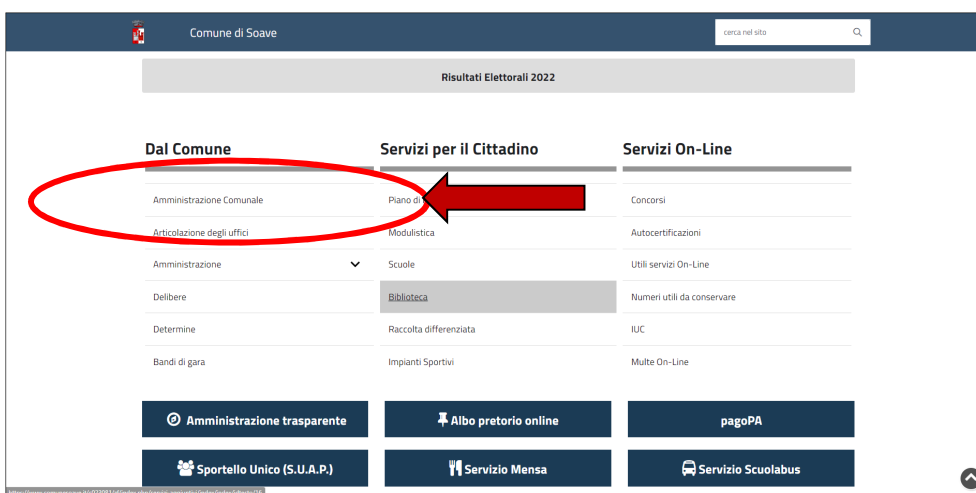 Comune di Soave
cerca nel sito
Risultati Elettorali 2022
Dal Comune
Servizi per il Cittadino
Servizi On-Line
Amministrazione Comunale
Piano di
Concorsi
Articolazione degli uffici
Modulistica
Autocertificazioni
Amministrazione
Scuole
Utili servizi On-Line
Delibere
Biblioteca
Numeri utili da conservare
Determine
Raccolta differenziata
IUC
Bandi di gara
Impianti Sportivi
Multe On-Line
Amministrazione trasparente
Albo pretorio online
pagoPA
Sportello Unico (S.U.A.P.)
Servizio Mensa
Servizio Scuolabus